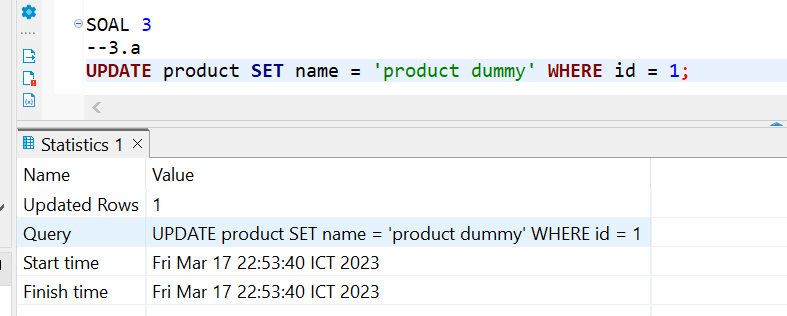 SOAL 3
--3.a
UPDATE product SET name = 'product dummy' WHERE id = 1;
Statistics 1
Name Value
Updated Rows 1
Query UPDATE product SET name = 'product dummy' WHERE id = 1
Start time Fri Mar 17 22:53:40 ICT 2023
Finish time Fri Mar 17 22:53:40 ICT 2023